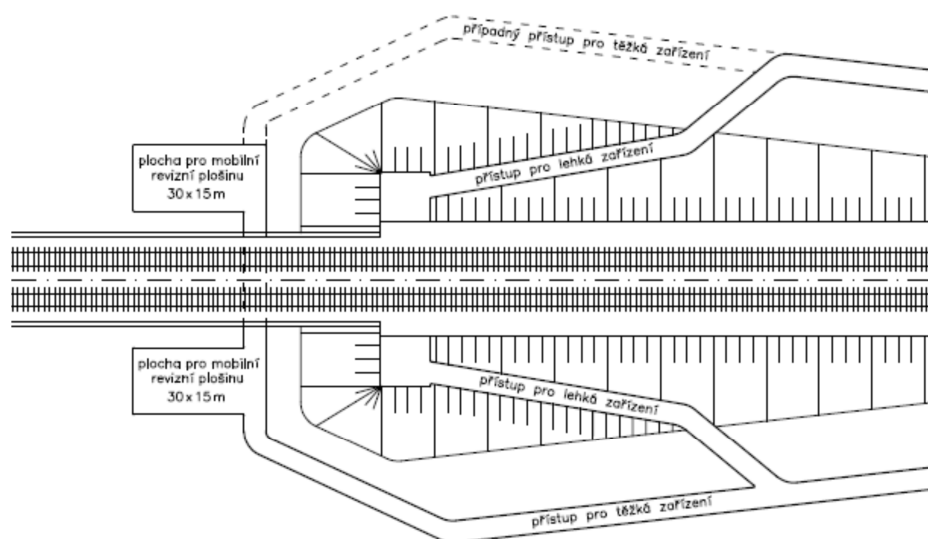 případný přístup pro těžká zařízení
plocha pro mobilní
revizní plošinu
30 x 15 m
přístup pro lehká zařízení
plocha pro mobilní
revizní plošinu
30 x 15 m
přístup pro lehká zařízení
přístup pro těžká zařízení